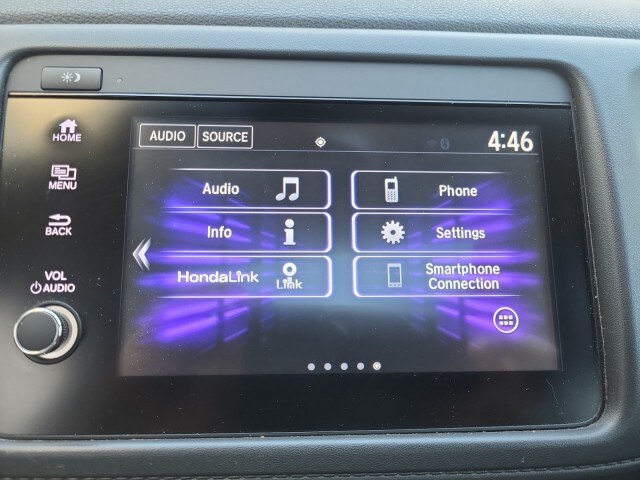 AUDIO SOURCE 4:46
HOME
MENU
BACK
VOL
AUDIO
Audio
Phone
Info
Settings
HondaLink Link
Smartphone
Connection